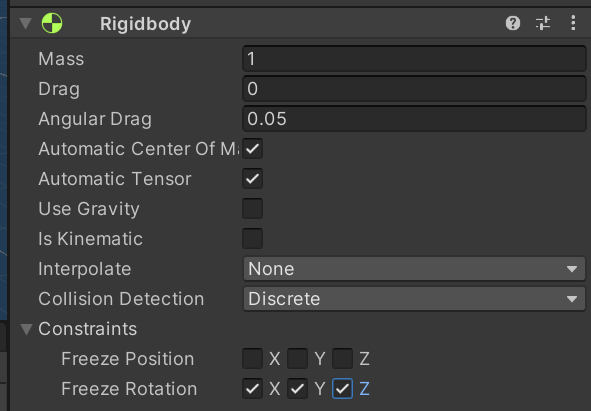 Rigidbody
Mass 1
Drag 0
Angular Drag 0.05
Automatic Center Of Ma
Automatic Tensor
Use Gravity
Is Kinematic
Interpolate None
Collision Detection Discrete
Constraints
Freeze Position X Y Z
Freeze Rotation X Y Z